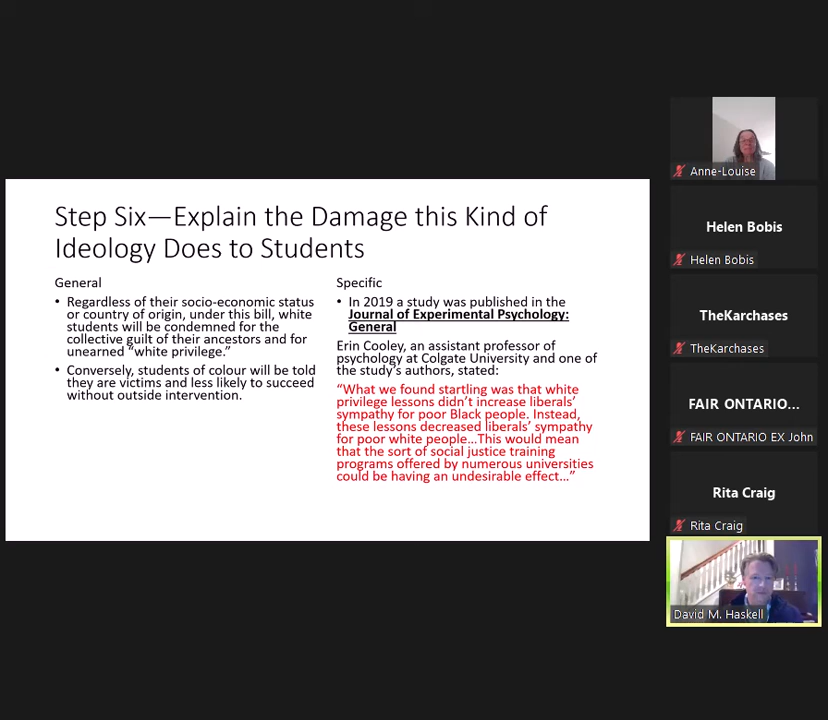 Step Six—Explain the Damage this Kind of
Ideology Does to Students
General
• Regardless of their socio-economic status
or country of origin, under this bill, white
students will be condemned for the
collective guilt of their ancestors and for
unearned “white privilege.”
• Conversely, students of colour will be told
they are victims and less likely to succeed
without outside intervention.
Specific
• In 2019 a study was published in the
Journal of Experimental Psychology:
General
Erin Cooley, an assistant professor of
psychology at Colgate University and one of
the study’s authors, stated:
“What we found startling was that white
privilege lessons didn’t increase liberals’
sympathy for poor Black people. Instead,
these lessons decreased liberals’ sympathy
for poor white people…This would mean
that the sort of social justice training
programs offered by numerous universities
could be having an undesirable effect…”
Anne-Louise
Helen Bobis
Helen Bobis
TheKarchases
TheKarchases
FAIR ONTARIO...
FAIR ONTARIO EX John
Rita Craig
Rita Craig
David M. Haskell